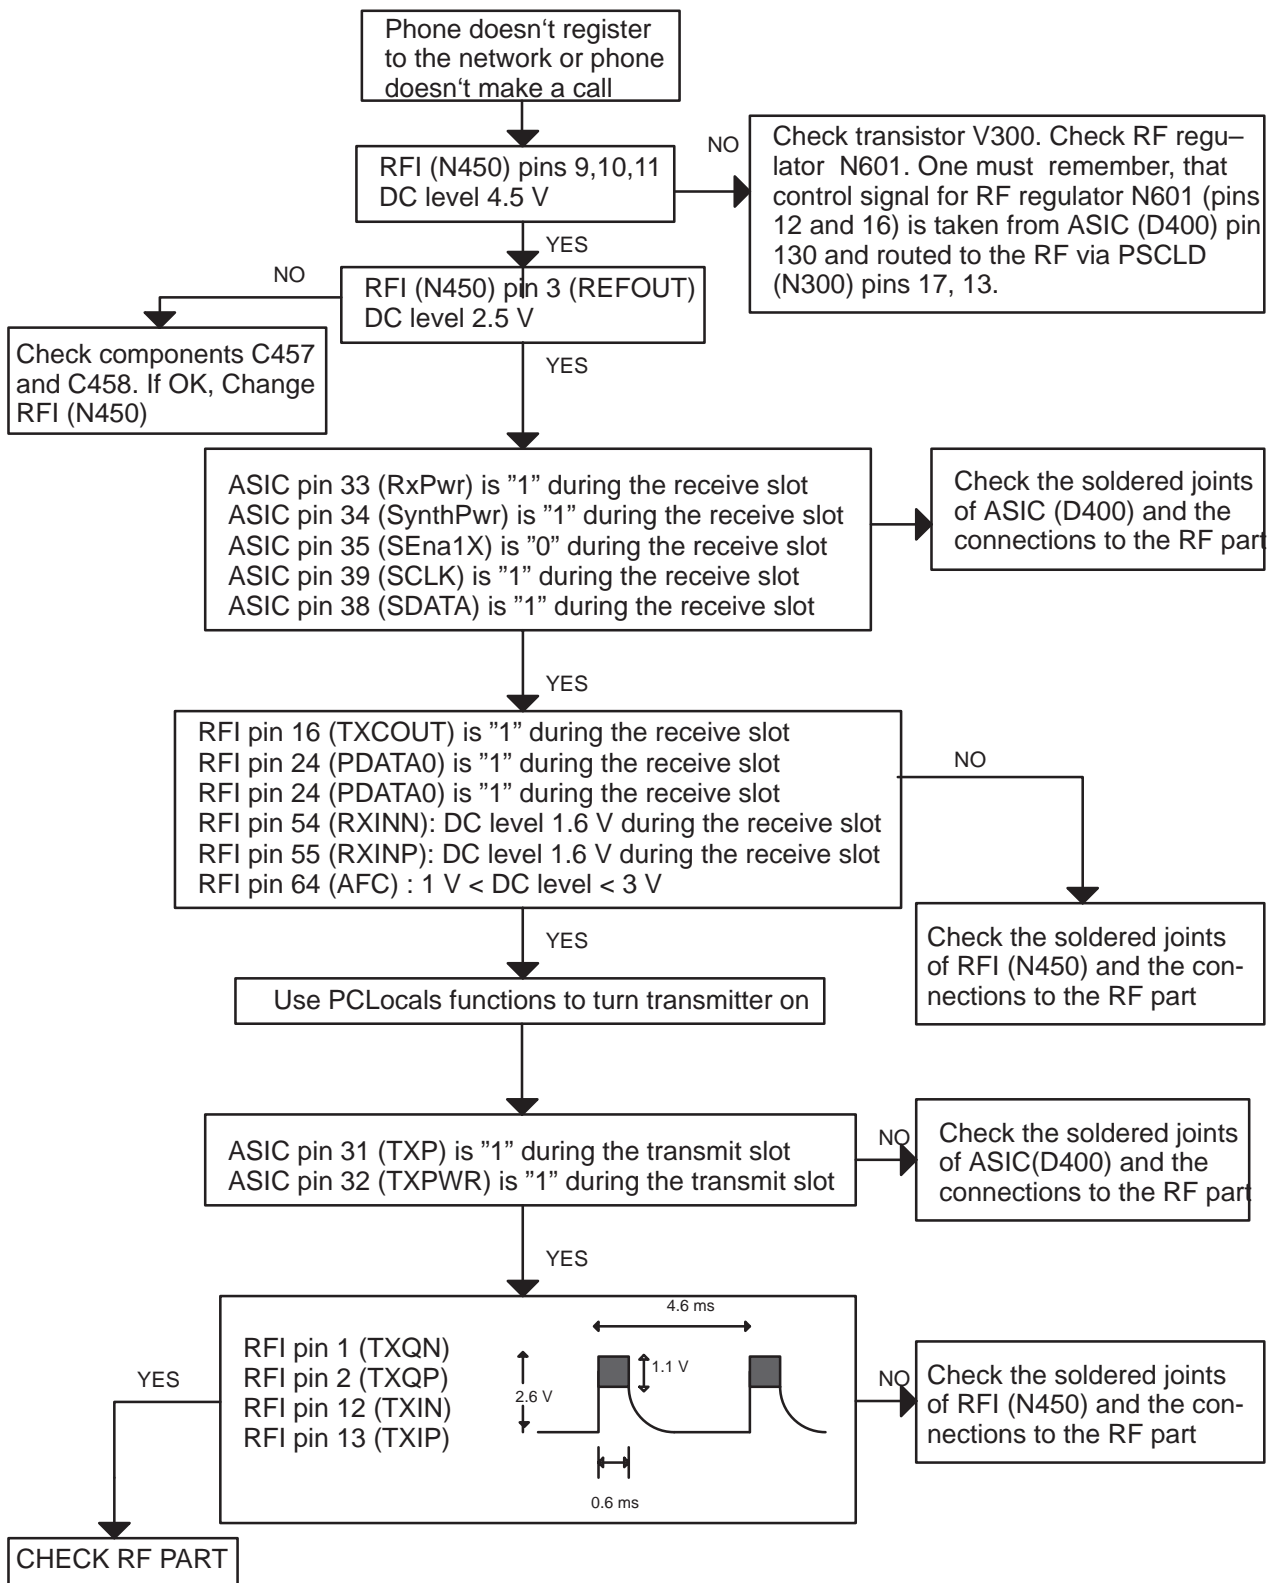 Phone doesn‘t register
to the network or phone
doesn‘t make a call
NO
Check transistor V300. Check RF regu–
lator N601. One must remember, that
control signal for RF regulator N601 (pins
12 and 16) is taken from ASIC (D400) pin
130 and routed to the RF via PSCLD
(N300) pins 17, 13.
RFI (N450) pins 9,10,11
DC level 4.5 V
YES
NO
RFI (N450) pin 3 (REFOUT)
DC level 2.5 V
Check components C457
and C458. If OK, Change
RFI (N450)
YES
ASIC pin 33 (RxPwr) is ”1” during the receive slot
ASIC pin 34 (SynthPwr) is ”1” during the receive slot
ASIC pin 35 (SEna1X) is ”0” during the receive slot
ASIC pin 39 (SCLK) is ”1” during the receive slot
ASIC pin 38 (SDATA) is ”1” during the receive slot
Check the soldered joints
of ASIC (D400) and the
connections to the RF part
YES
RFI pin 16 (TXCOUT) is ”1” during the receive slot
RFI pin 24 (PDATA0) is ”1” during the receive slot
RFI pin 24 (PDATA0) is ”1” during the receive slot
RFI pin 54 (RXINN): DC level 1.6 V during the receive slot
RFI pin 55 (RXINP): DC level 1.6 V during the receive slot
RFI pin 64 (AFC) : 1 V < DC level < 3 V
NO
Check the soldered joints
of RFI (N450) and the con-
nections to the RF part
YES
Use PCLocals functions to turn transmitter on
ASIC pin 31 (TXP) is ”1” during the transmit slot
ASIC pin 32 (TXPWR) is ”1” during the transmit slot
NO
Check the soldered joints
of ASIC(D400) and the
connections to the RF part
YES
RFI pin 1 (TXQN)
RFI pin 2 (TXQP)
RFI pin 12 (TXIN)
RFI pin 13 (TXIP)
4.6 ms
1.1 V
2.6 V
0.6 ms
NO
Check the soldered joints
of RFI (N450) and the con-
nections to the RF part
YES
CHECK RF PART